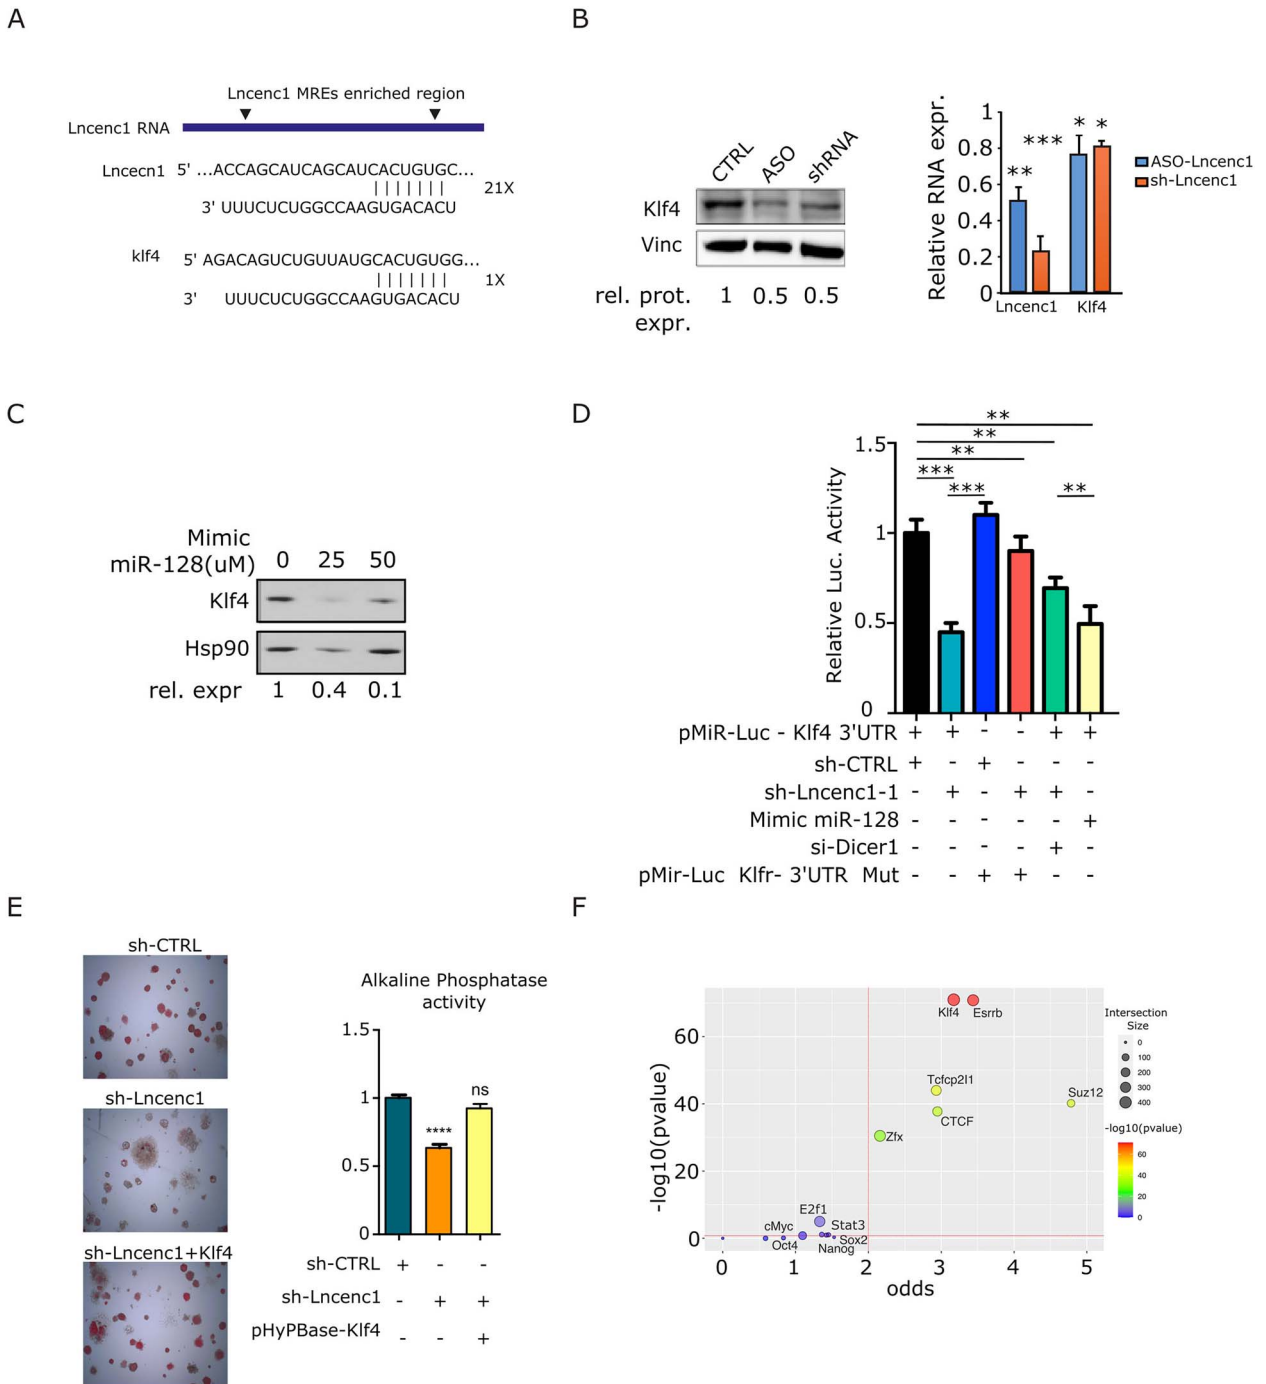 A
Lncenc1 MREs enriched region
Lncenc1 RNA
Lncecn1 5' ...ACCAGCAUCAGCAUCACUGUGC...
21X
3' UUUCUCUGGCCAAGUGACACU
klf4 5' AGACAGUCUGUUAUGCACUGUGG...
1X
3' UUUCUCUGGCCAAGUGACACU
B
CTRL ASO shRNA
Klf4
Vinc
rel. prot. expr. 1 0.5 0.5
Relative RNA expr.
1
0.8
0.6
0.4
0.2
0
** *** * *
Lncenc1 Klf4
ASO-Lncenc1
sh-Lncenc1
C
Mimic
miR-128(uM) 0 25 50
Klf4
Hsp90
rel. expr 1 0.4 0.1
D
Relative Luc. Activity
1.5
1
0.5
0
**
**
**
***
***
**
pMiR-Luc - Klf4 3'UTR + + - - + +
sh-CTRL + - + - - -
sh-Lncenc1-1 - + - + + -
Mimic miR-128 - - - - - +
si-Dicer1 - - - - + -
pMir-Luc Klfr- 3'UTR Mut - - + + - -
E
sh-CTRL
sh-Lncenc1
sh-Lncenc1+Klf4
Alkaline Phosphatase
activity
1.5
1
0.5
0
****
ns
sh-CTRL + - -
sh-Lncenc1 - + +
pHyPBase-Klf4 - - +
F
-log10(pvalue)
60
40
20
0
Klf4 Esrrb
Tcfcp2l1
Suz12
CTCF
Zfx
E2f1
cMyc
Stat3
Oct4
Sox2
Nanog
0 1 2 3 4 5
odds
Intersection
Size
0
100
200
300
400
-log10(pvalue)
60
40
20
0